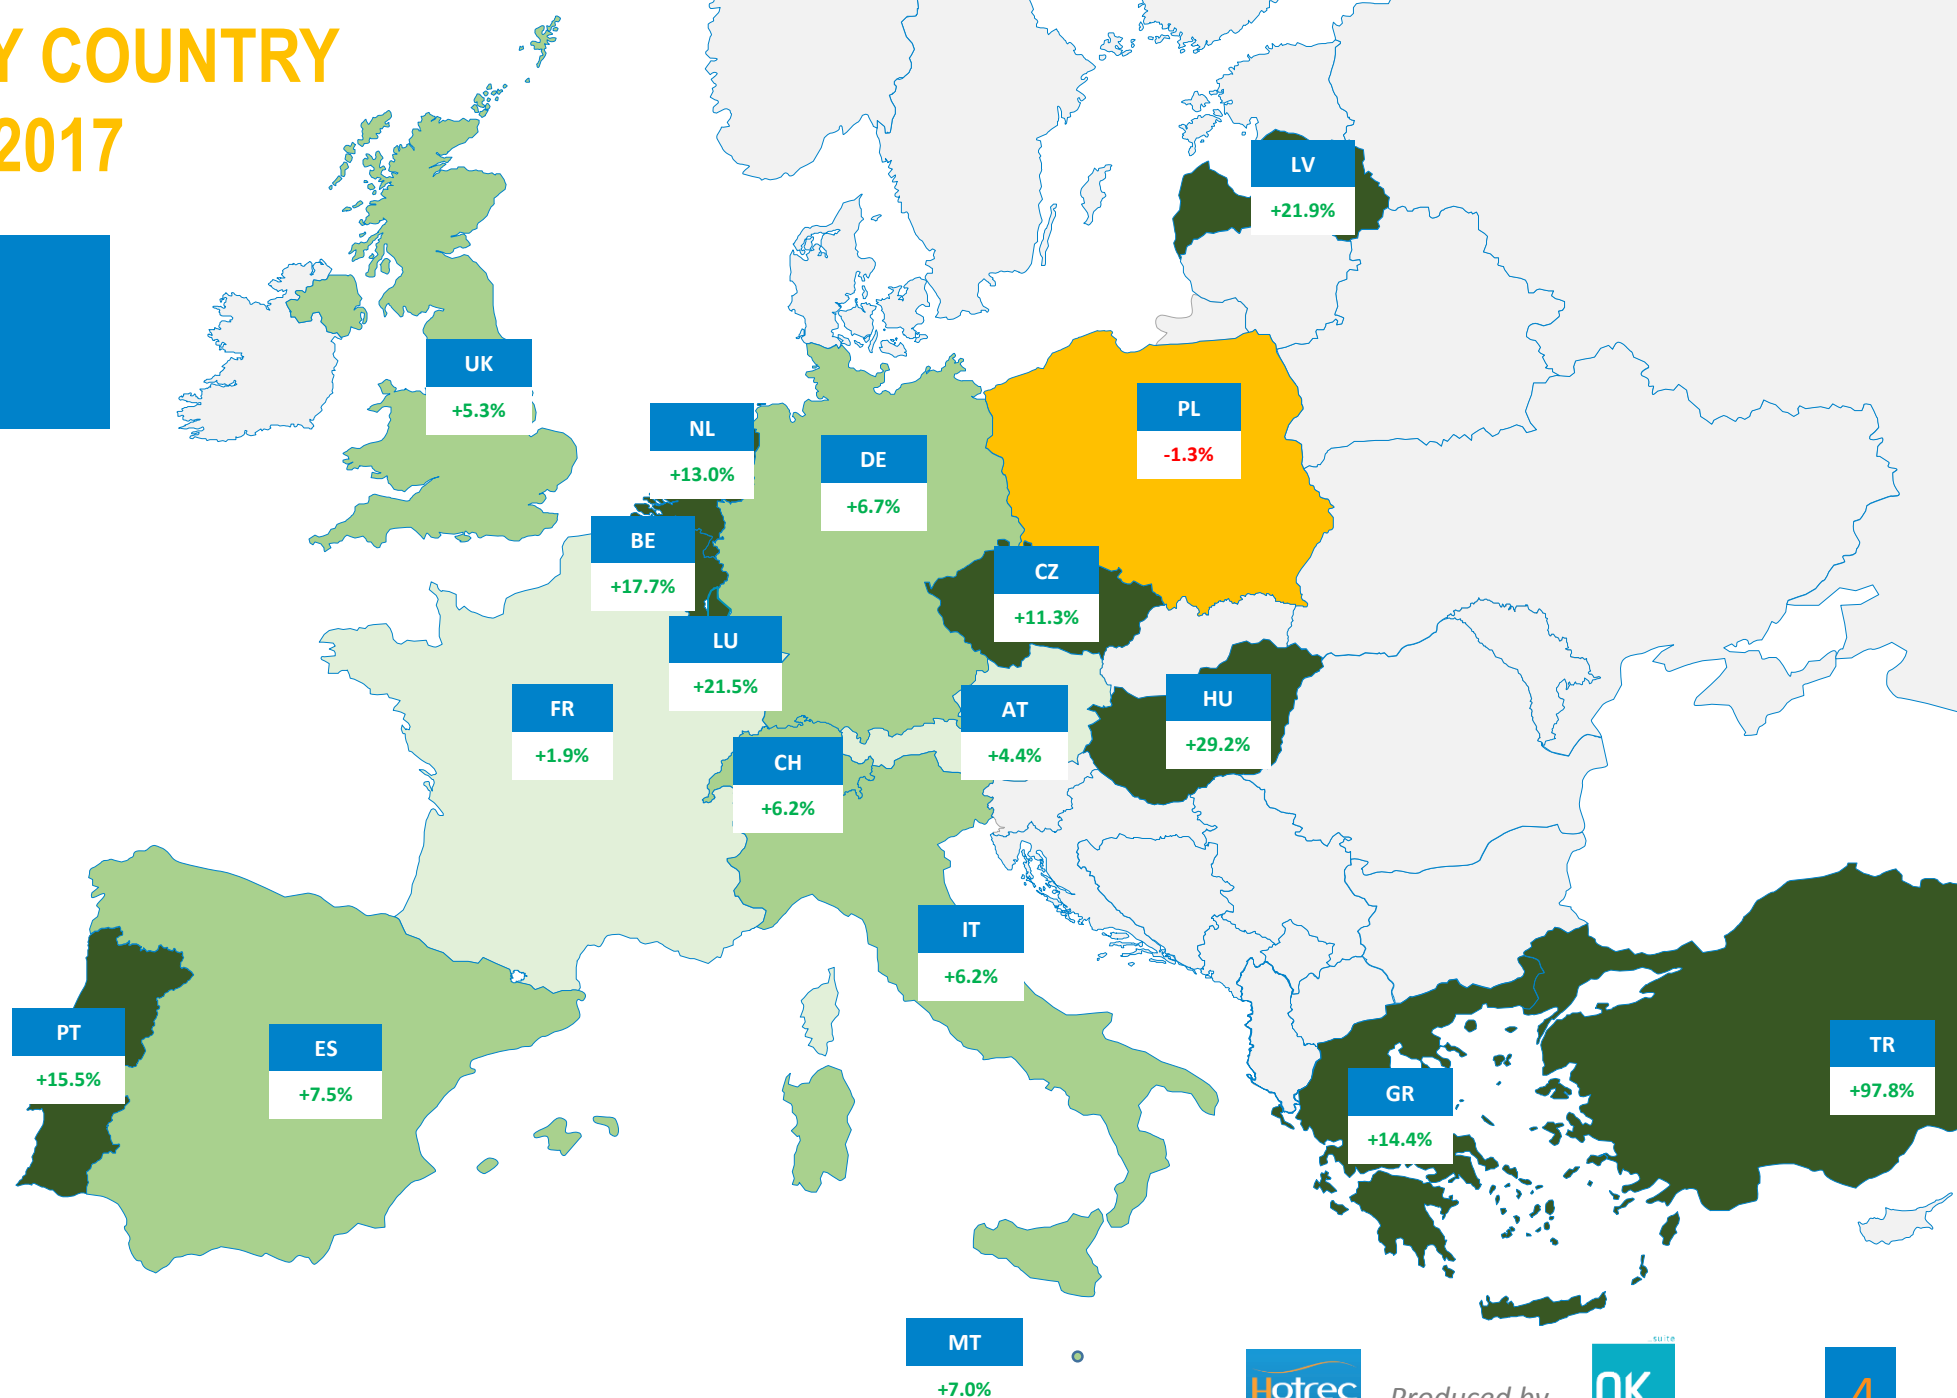 Y COUNTRY
2017
LV
+21.9%
UK
+5.3%
PL
-1.3%
NL
+13.0%
DE
+6.7%
BE
+17.7%
CZ
+11.3%
LU
+21.5%
FR
+1.9%
AT
+4.4%
HU
+29.2%
CH
+6.2%
IT
+6.2%
PT
+15.5%
ES
+7.5%
TR
+97.8%
GR
+14.4%
MT
+7.0%
suite
Hotrec
Produced by
OK
4